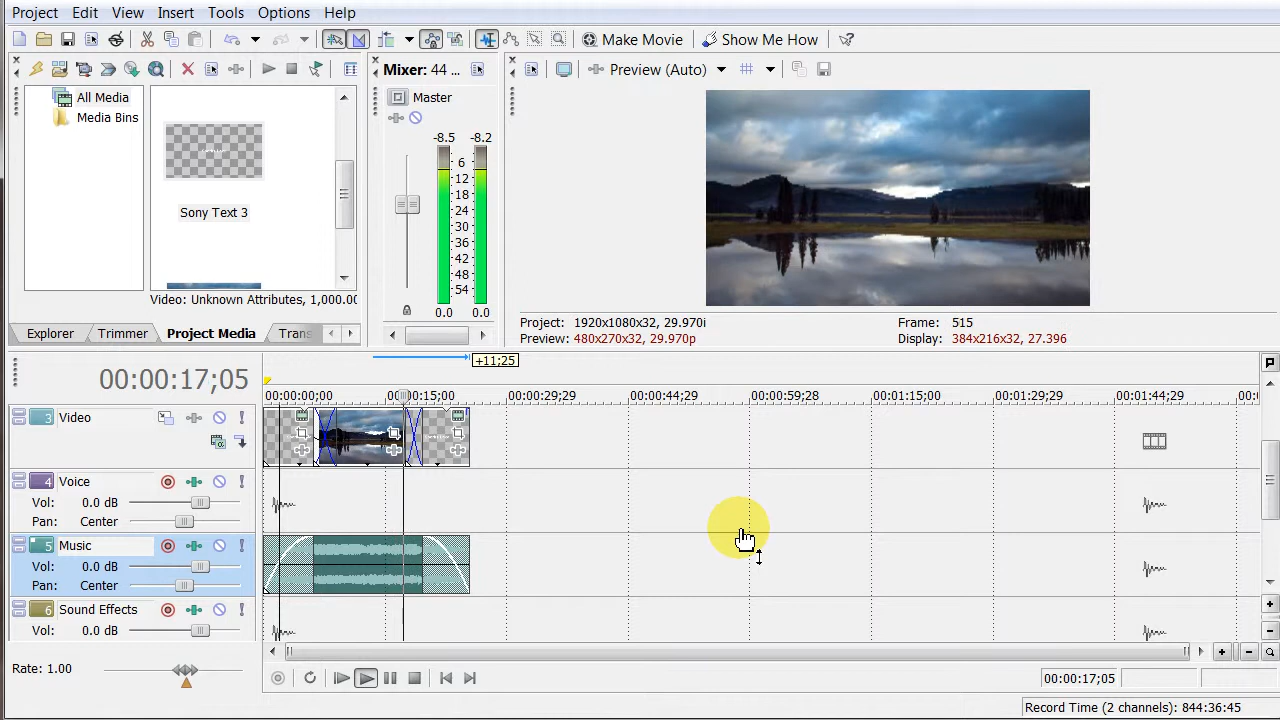 Project Edit View Insert Tools Options Help
Make Movie Show Me How
Mixer: 44 ... Preview (Auto)
All Media
Media Bins
Sony Text 3
Video: Unknown Attributes, 1,000.0
Explorer Trimmer Project Media Trans
Master
-8.5 -8.2
6
12
18
24
30
36
42
48
54
0.0 0.0
Project: 1920x1080x32, 29.970i Frame: 515
Preview: 480x270x32, 29.970p Display: 384x216x32, 27.396
+11;25
00:00:17;05
00:00:00;00 00:00:15;00 00:00:29;29 00:00:44;29 00:00:59;28 00:01:15;00 00:01:29;29 00:01:44;29 00:0
3 Video
4 Voice
Vol: 0.0 dB
Pan: Center
5 Music
Vol: 0.0 dB
Pan: Center
6 Sound Effects
Vol: 0.0 dB
Rate: 1.00
00:00:17;05
Record Time (2 channels): 844:36:45